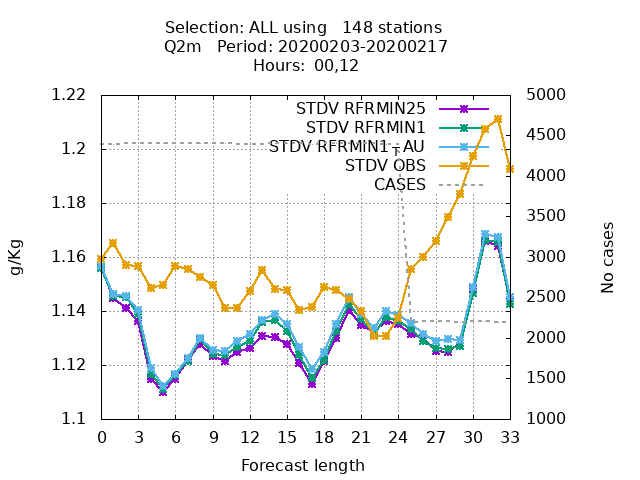 Selection: ALL using   148 stations
Q2m   Period: 20200203-20200217
Hours:  00,12
STDV RFRMIN25
STDV RFRMIN1
STDV RFRMIN1_AU
STDV OBS
CASES
g/Kg
1.22
1.2
1.18
1.16
1.14
1.12
1.1
5000
4500
4000
3500
3000
2500
2000
1500
1000
No cases
0 3 6 9 12 15 18 21 24 27 30 33
Forecast length